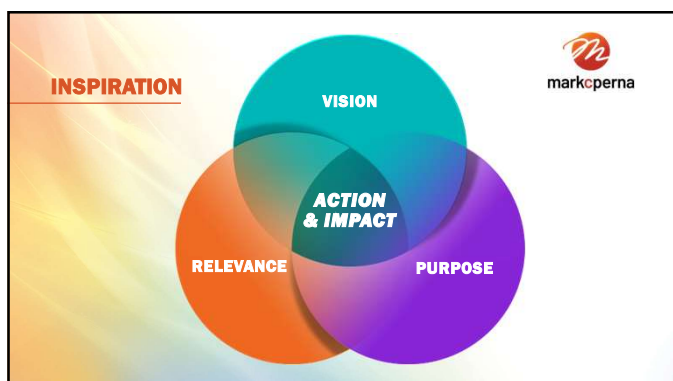 INSPIRATION
markcperna
VISION
ACTION
& IMPACT
RELEVANCE
PURPOSE